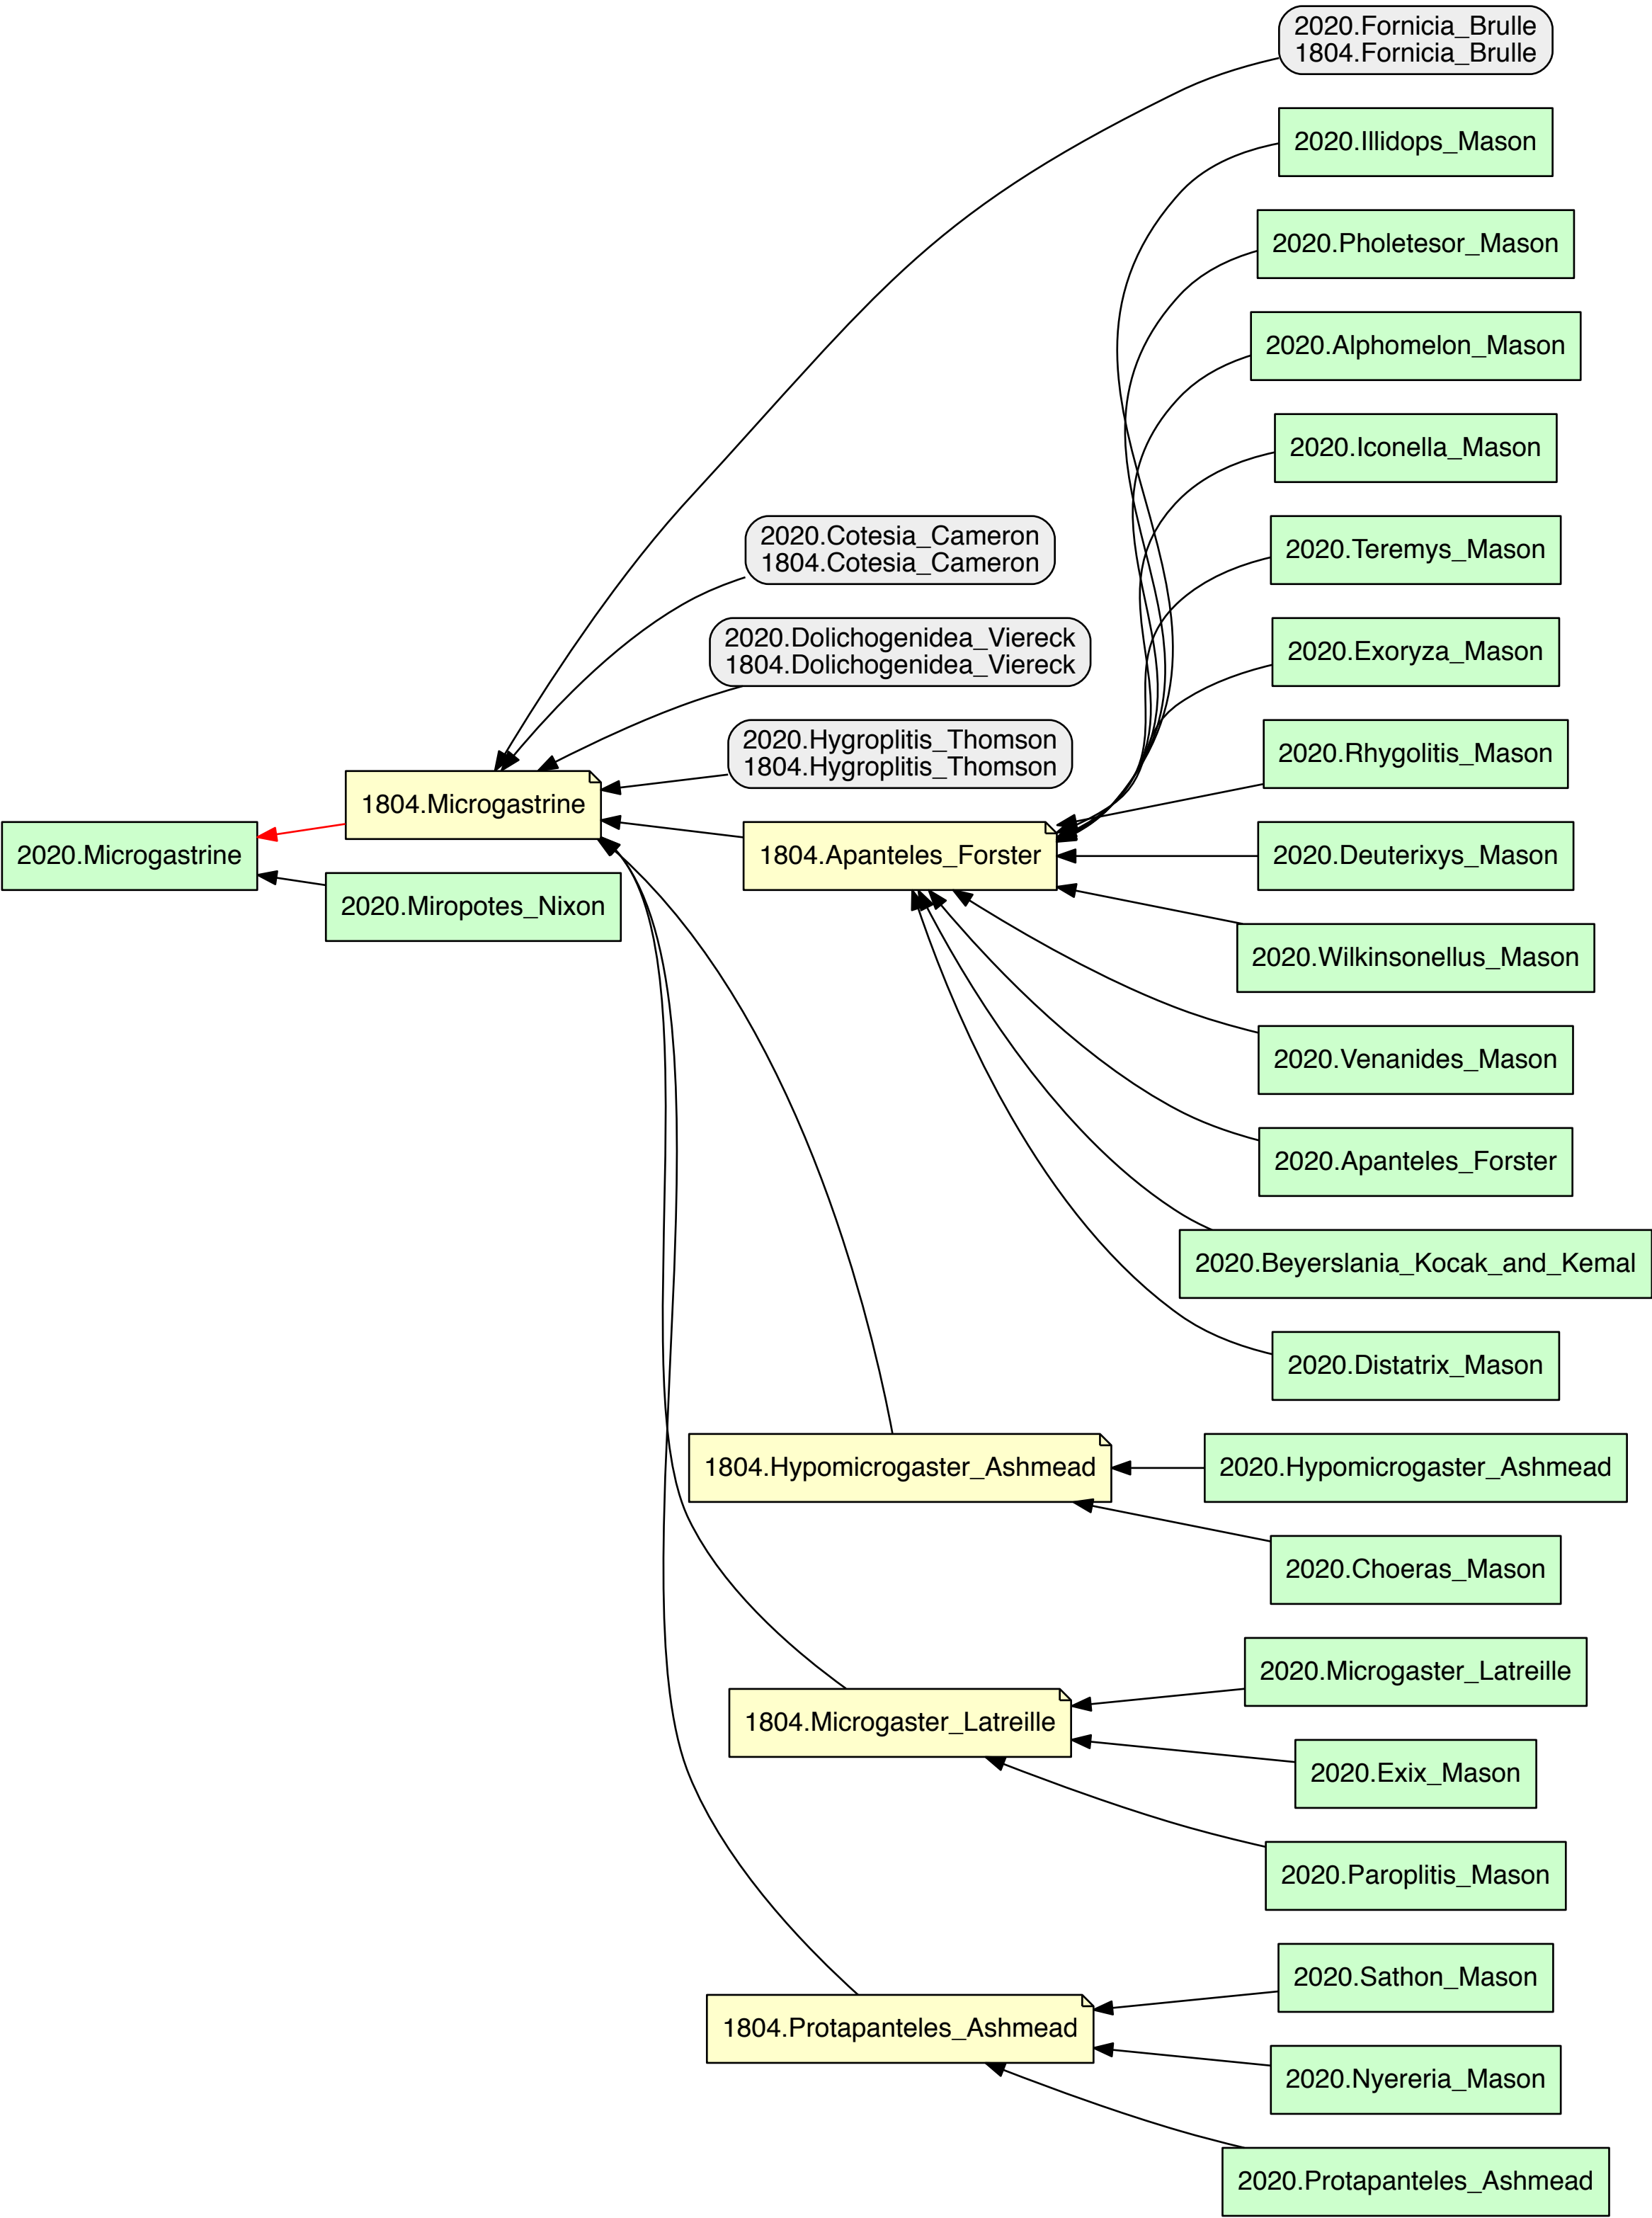 2020.Fornicia_Brulle
1804.Fornicia_Brulle
2020.Illidops_Mason
2020.Pholetesor_Mason
2020.Alphomelon_Mason
2020.Iconella_Mason
2020.Cotesia_Cameron
1804.Cotesia_Cameron
2020.Teremys_Mason
2020.Dolichogenidea_Viereck
1804.Dolichogenidea_Viereck
2020.Exoryza_Mason
2020.Hygroplitis_Thomson
1804.Hygroplitis_Thomson
2020.Rhygolitis_Mason
1804.Microgastrine
2020.Microgastrine
1804.Apanteles_Forster
2020.Deuterixys_Mason
2020.Miropotes_Nixon
2020.Wilkinsonellus_Mason
2020.Venanides_Mason
2020.Apanteles_Forster
2020.Beyerslania_Kocak_and_Kemal
2020.Distatrix_Mason
1804.Hypomicrogaster_Ashmead
2020.Hypomicrogaster_Ashmead
2020.Choeras_Mason
2020.Microgaster_Latreille
1804.Microgaster_Latreille
2020.Exix_Mason
2020.Paroplitis_Mason
2020.Sathon_Mason
1804.Protapanteles_Ashmead
2020.Nyereria_Mason
2020.Protapanteles_Ashmead